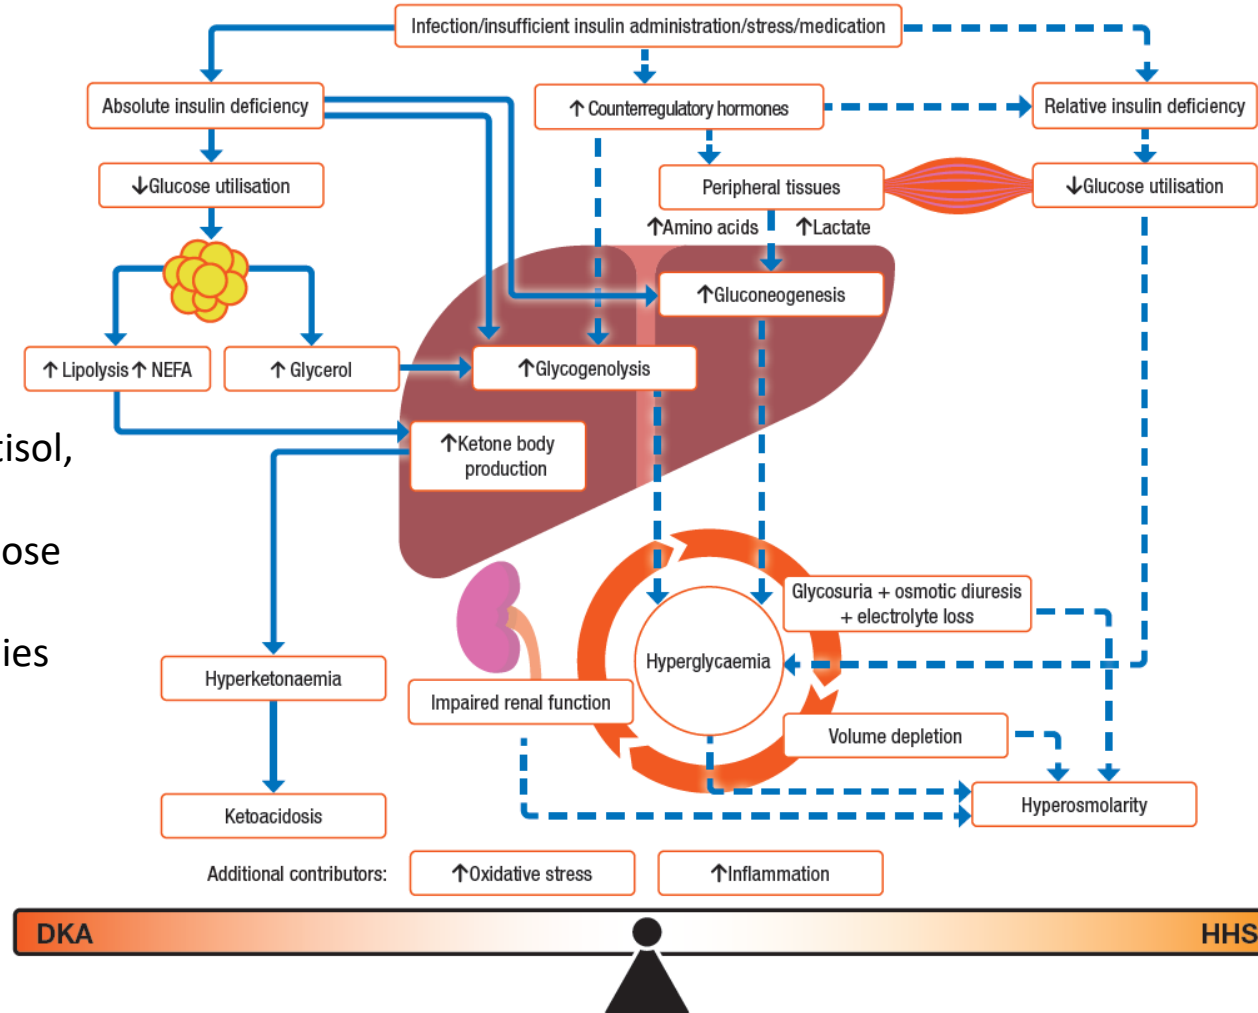 Infection/insufficient insulin administration/stress/medication
Absolute insulin deficiency
↑ Counterregulatory hormones
Relative insulin deficiency
↓Glucose utilisation
Peripheral tissues
↓Glucose utilisation
↑Amino acids
↑Lactate
↑Gluconeogenesis
↑ Lipolysis ↑ NEFA
↑ Glycerol
↑Glycogenolysis
tisol,
↑Ketone body
production
ose
Glycosuria + osmotic diuresis
+ electrolyte loss
ies
Hyperketonaemia
Hyperglycaemia
Impaired renal function
Volume depletion
Ketoacidosis
Hyperosmolarity
Additional contributors:
↑Oxidative stress
↑Inflammation
DKA
HHS